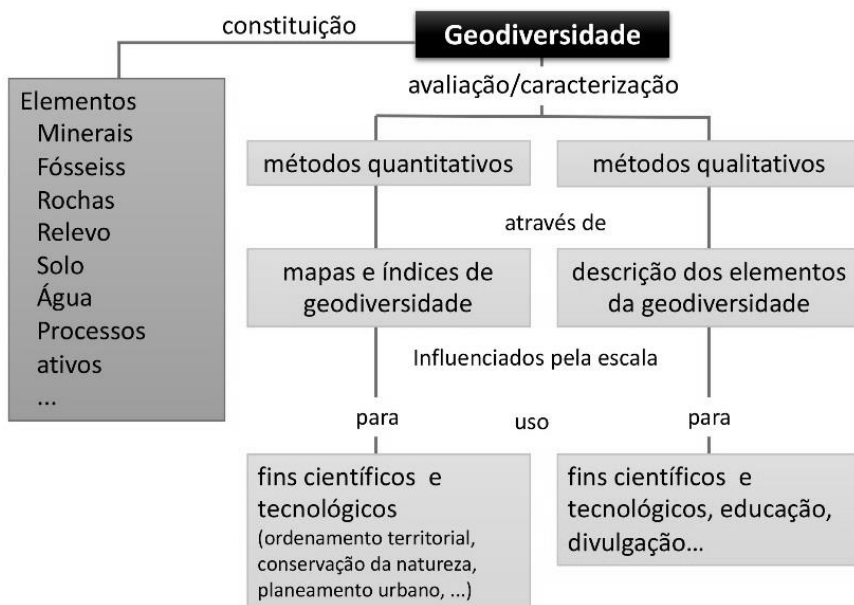 constituição
Geodiversidade
Elementos
Minerais
Fósseiss
Rochas
Relevo
Solo
Água
Processos
ativos
...
avaliação/caracterização
métodos quantitativos
métodos qualitativos
através de
mapas e índices de
geodiversidade
descrição dos elementos
da geodiversidade
Influenciados pela escala
para
uso
para
fins científicos e
tecnológicos
(ordenamento territorial,
conservação da natureza,
planeamento urbano, ...)
fins científicos e
tecnológicos, educação,
divulgação...